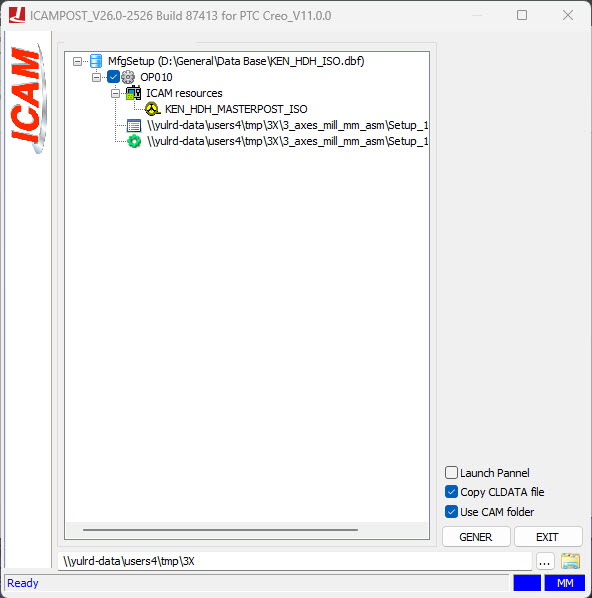 ICAMPOST_V26.0-2526 Build 87413 for PTC Creo_V11.0.0
ICAM
MfgSetup (D:\General\Data Base\KEN_HDH_ISO.dbf)
OP010
ICAM resources
KEN_HDH_MASTERPOST_ISO
\\yulrd-data\users4\tmp\3X\3_axes_mill_mm_asm\Setup_1
\\yulrd-data\users4\tmp\3X\3_axes_mill_mm_asm\Setup_1
Launch Pannel
Copy CLDATA file
Use CAM folder
GENER EXIT
\\yulrd-data\users4\tmp\3X ...
Ready MM